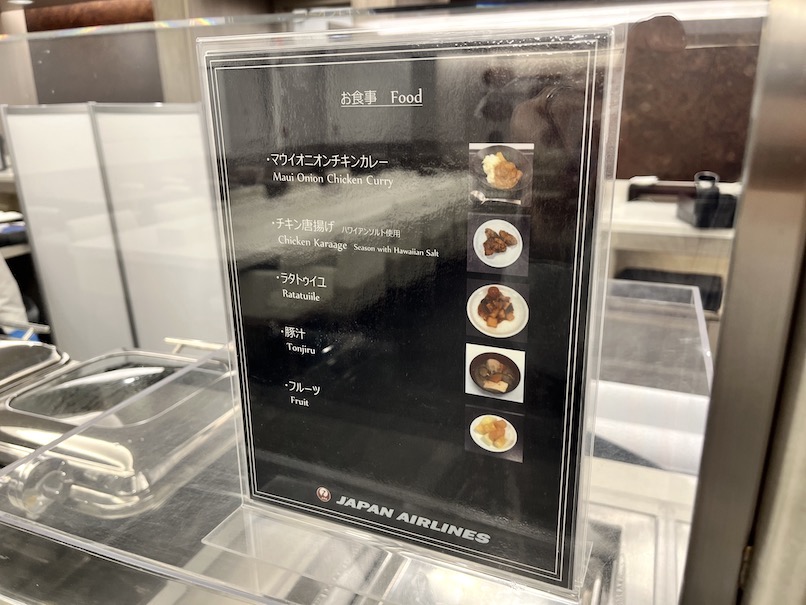 お食事 Food
・マウイオニオンチキンカレー
Maui Onion Chicken Curry
・チキン唐揚げ ハワイアンソルト使用
Chicken Karaage Season with Hawaiian Salt
・ラタトゥイユ
Ratatuiile
・豚汁
Tonjiru
・フルーツ
Fruit
JAPAN AIRLINES